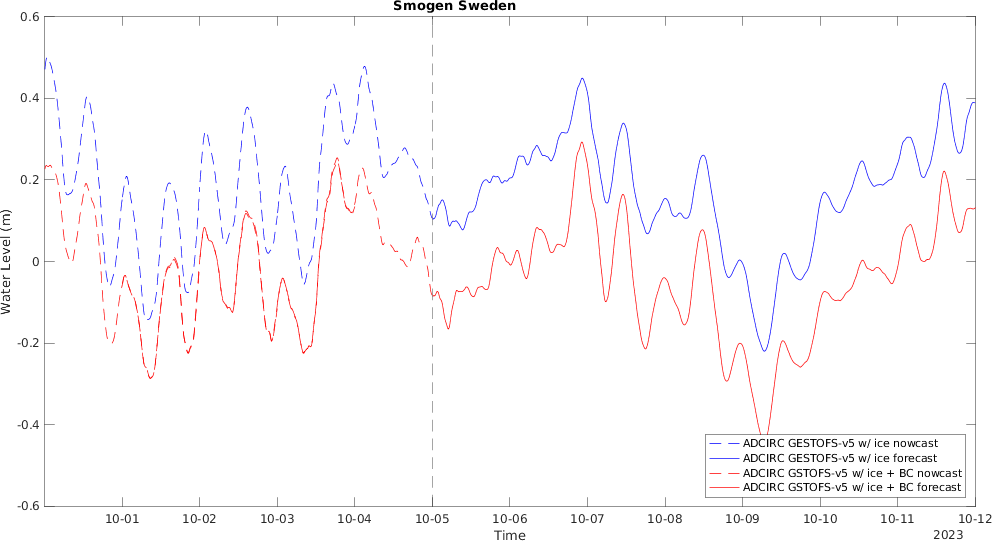 Smogen Sweden
0.6
0.4
0.2
0
-0.2
-0.4
-0.6
Water Level (m)
ADCIRC GESTOFS-v5 w/ ice nowcast
ADCIRC GESTOFS-v5 w/ ice forecast
ADCIRC GSTOFS-v5 w/ ice + BC nowcast
ADCIRC GSTOFS-v5 w/ ice + BC forecast
10-01 10-02 10-03 10-04 10-05 10-06 10-07 10-08 10-09 10-10 10-11 10-12
Time
2023